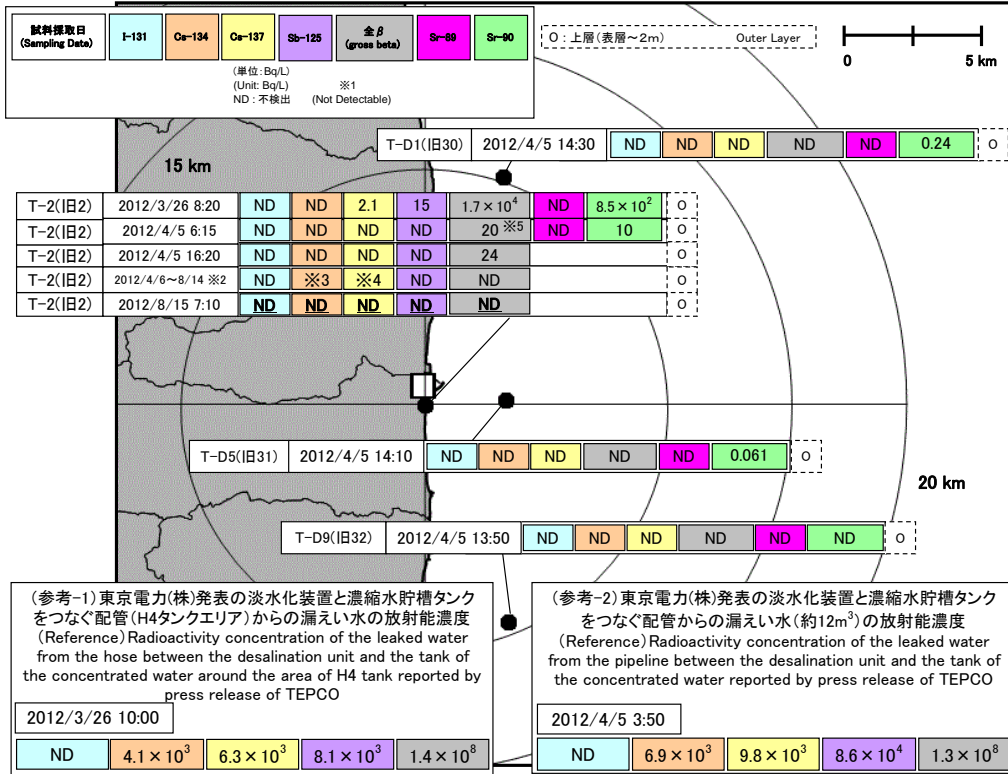 試料採取日 I-131 Cs-134 Cs-137 Sb-125 全β Sr-89 Sr-90
(Sampling Date) (gross beta)
(単位:Bq/L)
(Unit: Bq/L) ※1
ND : 不検出 (Not Detectable)
O : 上層(表層~2m) Outer Layer
0 5 km
T-D1(旧30) 2012/4/5 14:30 ND ND ND ND ND 0.24 O
15 km
T-2(旧2) 2012/3/26 8:20 ND ND 2.1 15 1.7×10⁴ ND 8.5×10² O
T-2(旧2) 2012/4/5 6:15 ND ND ND ND 20 ※5 ND 10 O
T-2(旧2) 2012/4/5 16:20 ND ND ND ND 24 O
T-2(旧2) 2012/4/6~8/14 ※2 ND ※3 ※4 ND ND O
T-2(旧2) 2012/8/15 7:10 ND ND ND ND ND O
T-D5(旧31) 2012/4/5 14:10 ND ND ND ND ND 0.061 O
20 km
T-D9(旧32) 2012/4/5 13:50 ND ND ND ND ND ND O
(参考-1)東京電力(株)発表の淡水化装置と濃縮水貯槽タンク
をつなぐ配管(H4タンクエリア)からの漏えい水の放射能濃度
(Reference) Radioactivity concentration of the leaked water
from the hose between the desalination unit and the tank of
the concentrated water around the area of H4 tank reported by
press release of TEPCO
2012/3/26 10:00
ND 4.1×10³ 6.3×10³ 8.1×10³ 1.4×10⁸
(参考-2)東京電力(株)発表の淡水化装置と濃縮水貯槽タンク
をつなぐ配管からの漏えい水(約12m³)の放射能濃度
(Reference) Radioactivity concentration of the leaked water
from the pipeline between the desalination unit and the tank of
the concentrated water reported by press release of TEPCO
2012/4/5 3:50
ND 6.9×10³ 9.8×10³ 8.6×10⁴ 1.3×10⁸